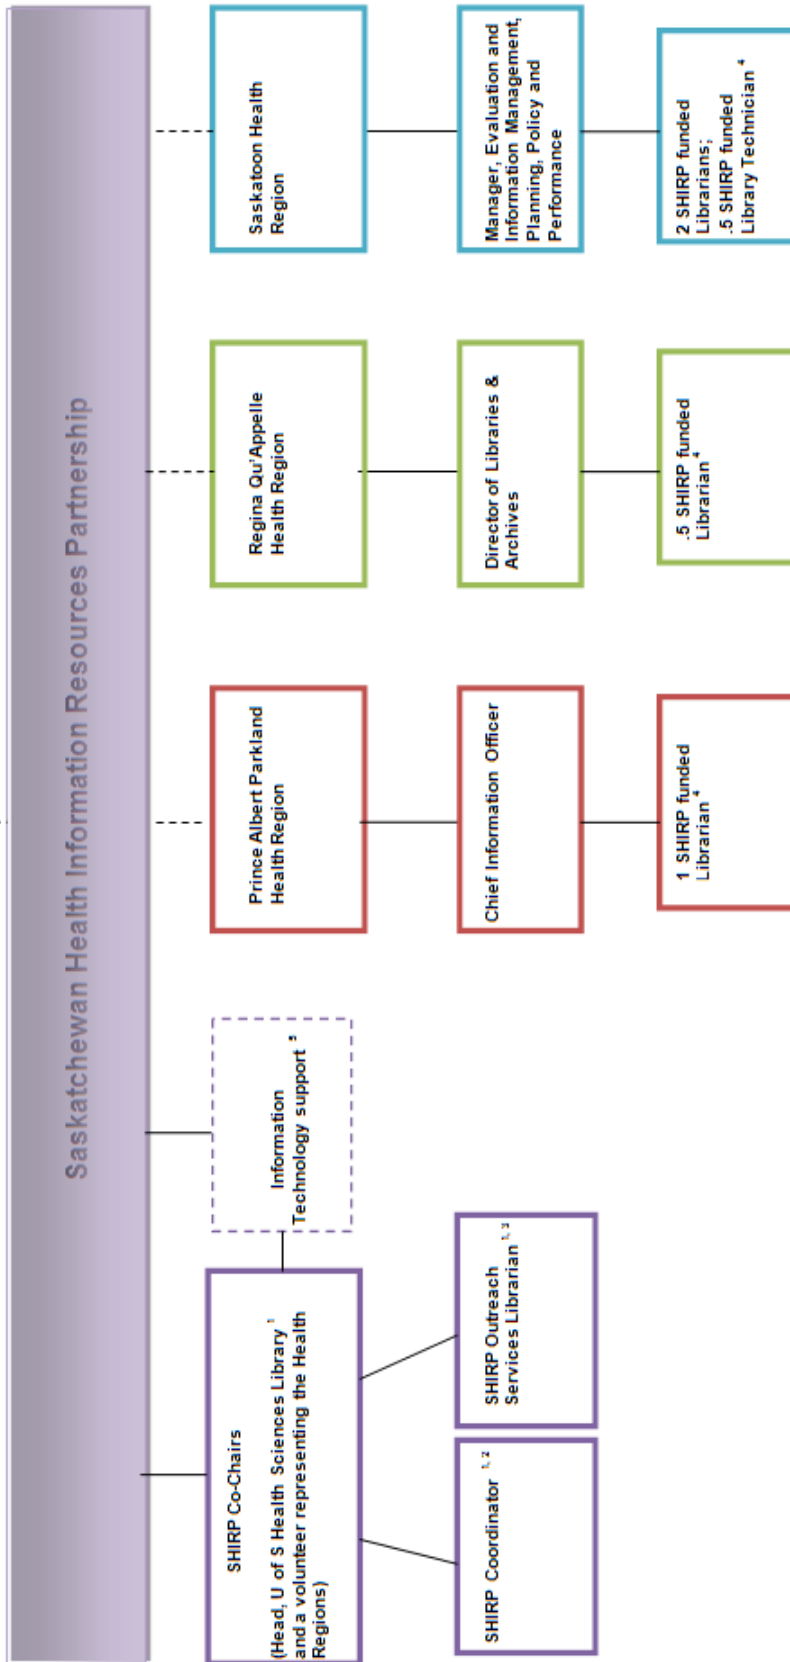 Saskatchewan Health Information Resources Partnership
SHIRP Co-Chairs
(Head, U of S Health Sciences Library ¹
and a volunteer representing the Health
Regions)
Information
Technology support ⁵
SHIRP Coordinator ¹˒ ²
SHIRP Outreach
Services Librarian ¹˒ ³
Prince Albert Parkland
Health Region
Chief Information Officer
1 SHIRP funded
Librarian ⁴
Regina Qu'Appelle
Health Region
Director of Libraries &
Archives
.5 SHIRP funded
Librarian ⁴
Saskatoon Health
Region
Manager, Evaluation and
Information Management,
Planning, Policy and
Performance
2 SHIRP funded
Librarians;
.5 SHIRP funded
Library Technician ⁴